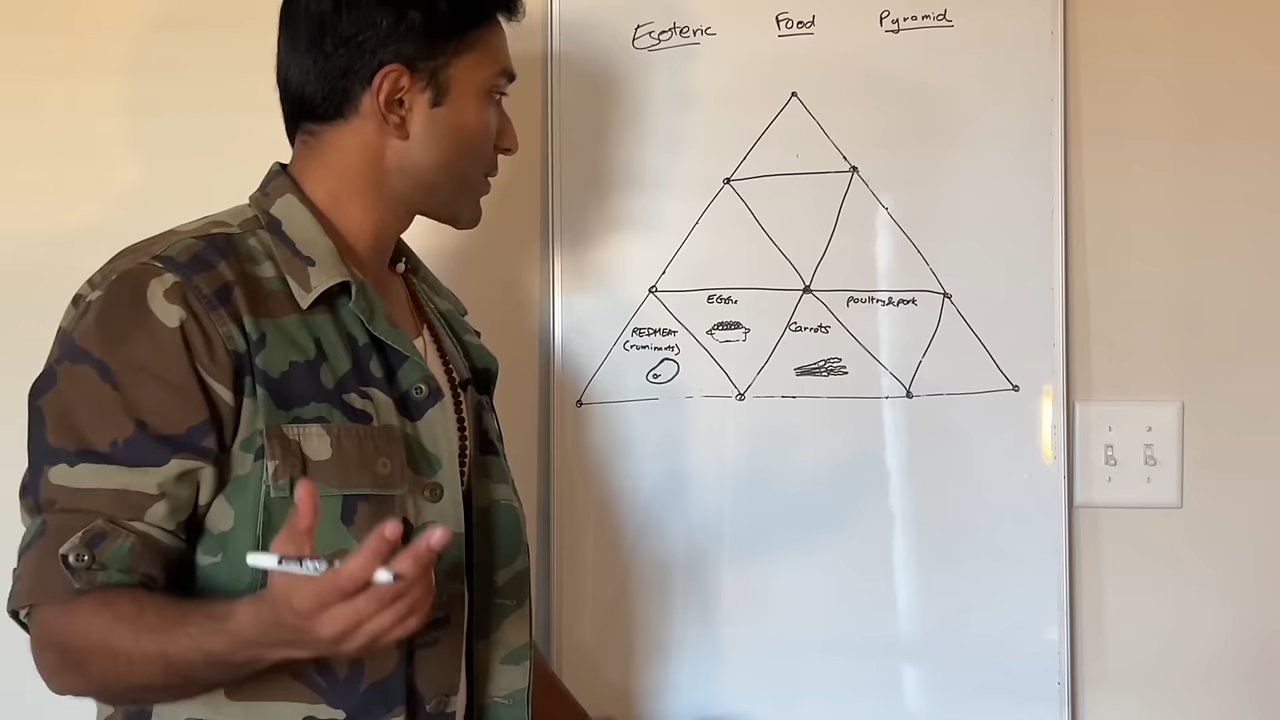 Esoteric Food Pyramid
EGGs
poultry&pork
REDMEAT
(ruminants)
Carrots